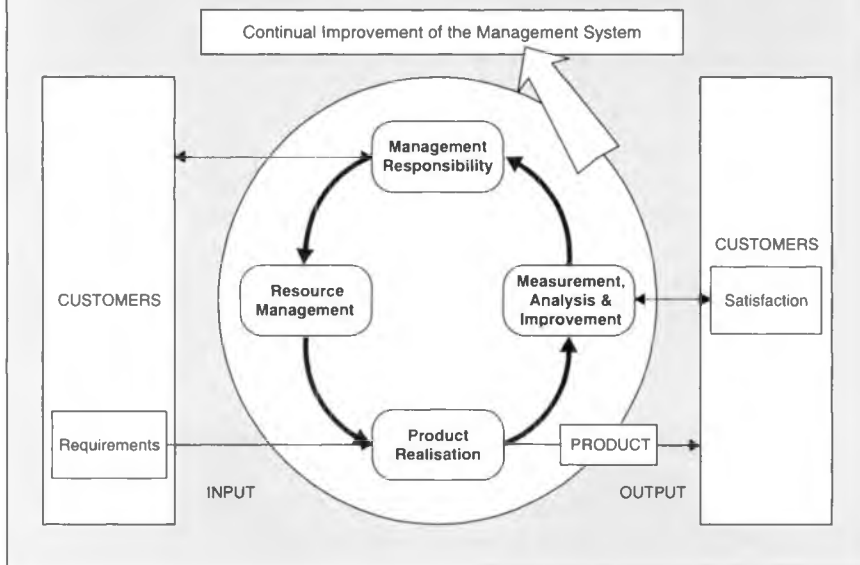 Continual Improvement of the Management System
Management
Responsibility
CUSTOMERS
Resource
Management
Measurement,
Analysis &
Improvement
CUSTOMERS
Satisfaction
Requirements
Product
Realisation
PRODUCT
INPUT
OUTPUT